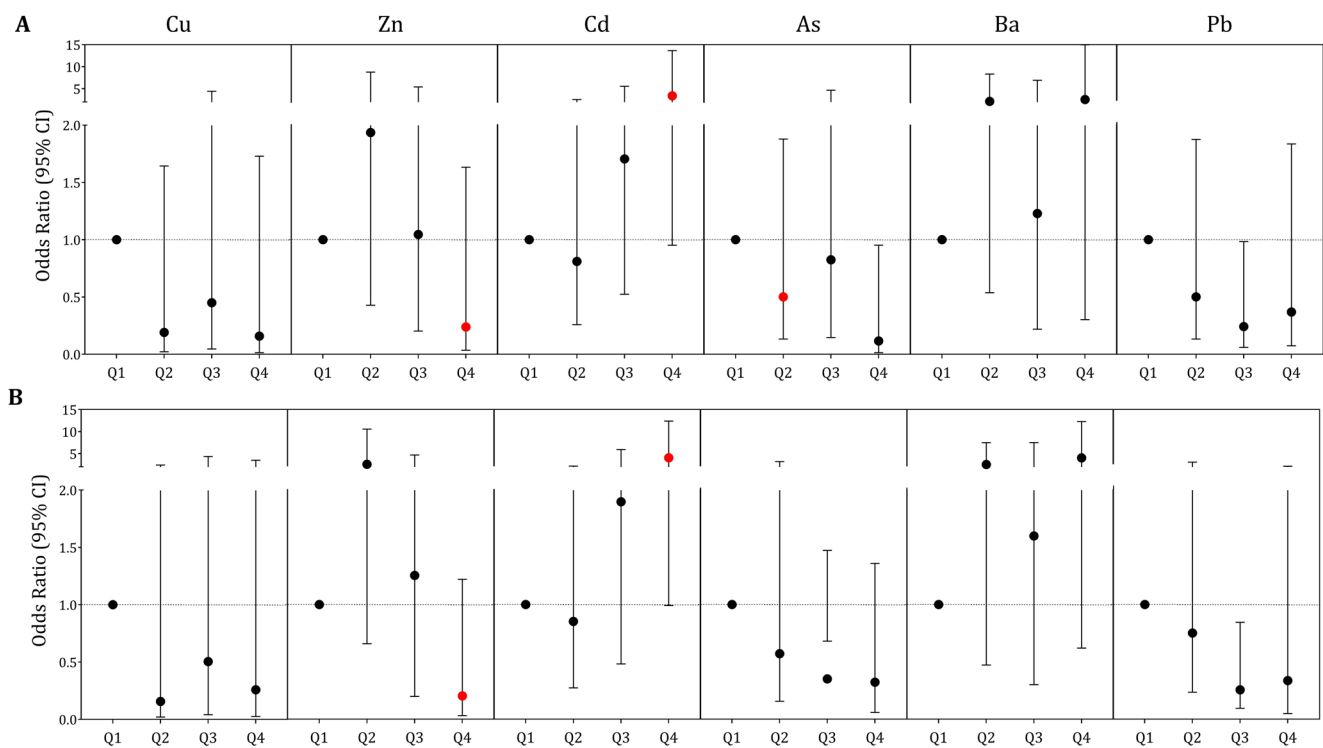 A
Cu Zn Cd As Ba Pb
Odds Ratio (95% CI)
15
10
5
2.0
1.5
1.0
0.5
0.0
Q1 Q2 Q3 Q4 Q1 Q2 Q3 Q4 Q1 Q2 Q3 Q4 Q1 Q2 Q3 Q4 Q1 Q2 Q3 Q4 Q1 Q2 Q3 Q4
B
Odds Ratio (95% CI)
15
10
5
2.0
1.5
1.0
0.5
0.0
Q1 Q2 Q3 Q4 Q1 Q2 Q3 Q4 Q1 Q2 Q3 Q4 Q1 Q2 Q3 Q4 Q1 Q2 Q3 Q4 Q1 Q2 Q3 Q4